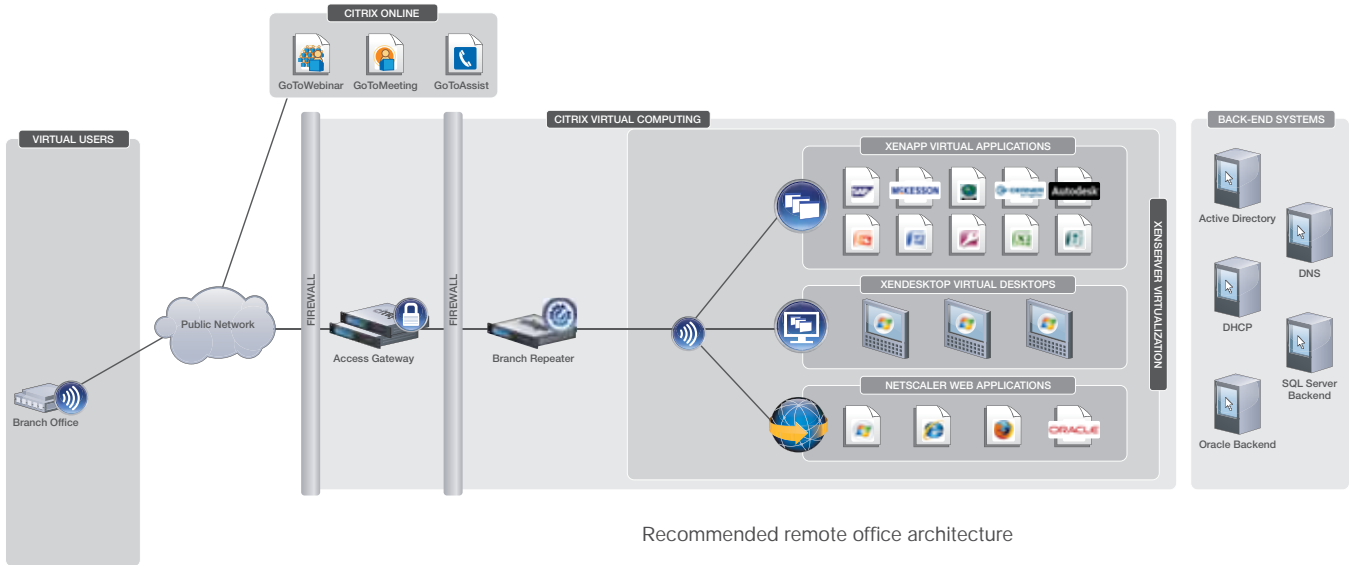 CITRIX ONLINE
GoToWebinar
GoToMeeting
GoToAssist
VIRTUAL USERS
Branch Office
Public Network
FIREWALL
Access Gateway
FIREWALL
Branch Repeater
CITRIX VIRTUAL COMPUTING
XENAPP VIRTUAL APPLICATIONS
SAP
MCKESSON
CERNER
Autodesk
XENDESKTOP VIRTUAL DESKTOPS
NETSCALER WEB APPLICATIONS
ORACLE
XENSERVER VIRTUALIZATION
BACK-END SYSTEMS
Active Directory
DNS
DHCP
SQL Server
Backend
Oracle Backend
Recommended remote office architecture